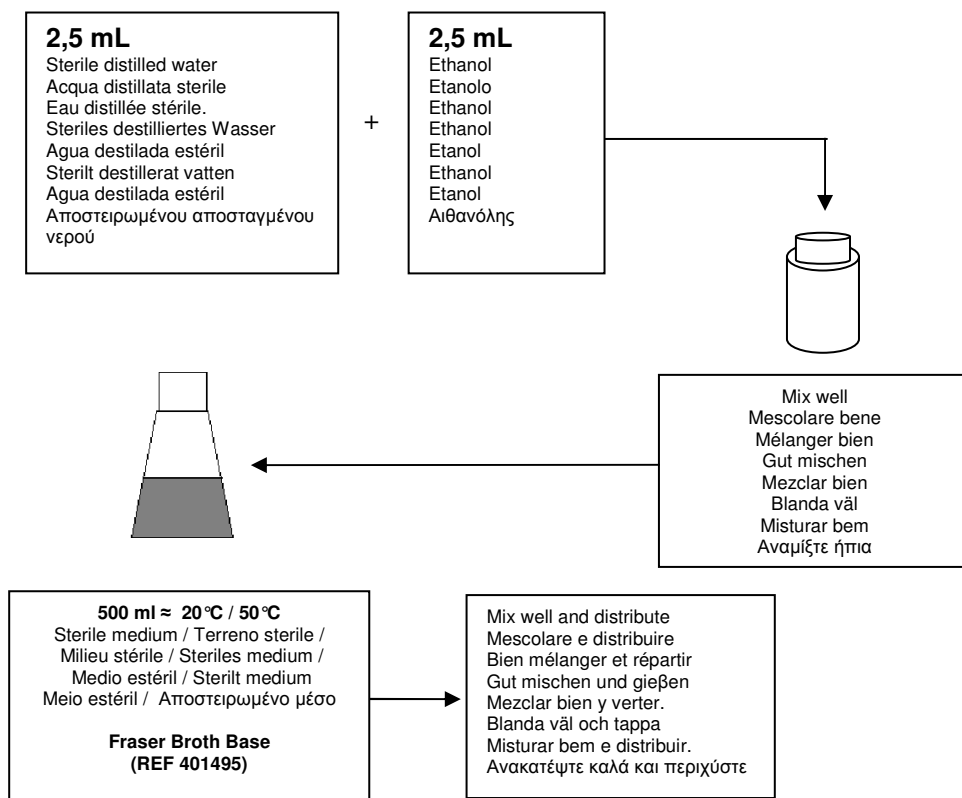 2,5 mL
Sterile distilled water
Acqua distillata sterile
Eau distillée stérile.
Steriles destilliertes Wasser
Agua destilada estéril
Sterilt destillerat vatten
Agua destilada estéril
Αποστειρωμένου αποσταγμένου
νερού
+
2,5 mL
Ethanol
Etanolo
Ethanol
Ethanol
Etanol
Ethanol
Etanol
Αιθανόλης
Mix well
Mescolare bene
Mélanger bien
Gut mischen
Mezclar bien
Blanda väl
Misturar bem
Αναμίξτε ήπια
500 ml ≈ 20°C / 50°C
Sterile medium / Terreno sterile /
Milieu stérile / Steriles medium /
Medio estéril / Sterilt medium
Meio estéril / Αποστειρωμένο μέσο
Fraser Broth Base
(REF 401495)
Mix well and distribute
Mescolare e distribuire
Bien mélanger et répartir
Gut mischen und gieβen
Mezclar bien y verter.
Blanda väl och tappa
Misturar bem e distribuir.
Ανακατέψτε καλά και περιχύστε